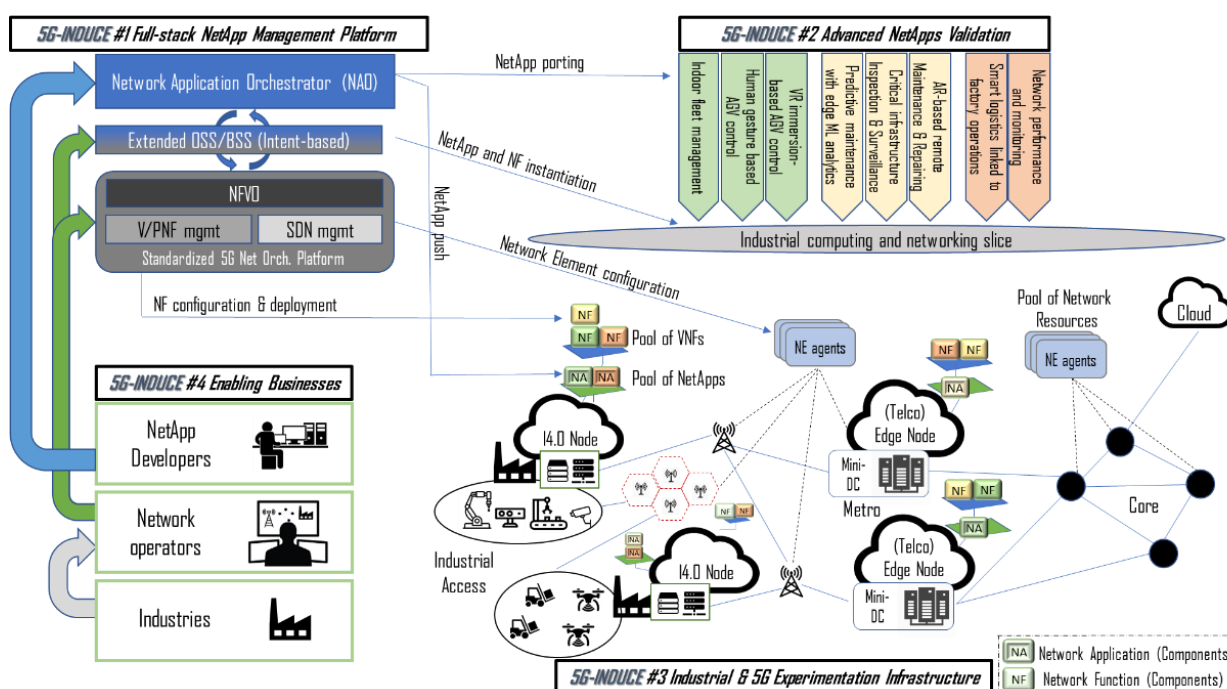 5G-INDUCE #1 Full-stack NetApp Management Platform
Network Application Orchestrator (NAO)
Extended OSS/BSS (Intent-based)
NFVO
V/PNF mgmt
SDN mgmt
Standardized 5G Net Orch. Platform
NetApp porting
NetApp and NF instantiation
NetApp push
Network Element configuration
NF configuration & deployment
5G-INDUCE #2 Advanced NetApps Validation
Indoor fleet management
Human gesture based
AGV control
VR immersion-
based AGV control
Predictive maintenance
with edge ML analytics
Critical infrastructure
Inspection & Surveillance
AR-based remote
Maintenance & Repairing
Smart logistics linked to
factory operations
Network performance
and monitoring
Industrial computing and networking slice
5G-INDUCE #4 Enabling Businesses
NetApp
Developers
Network
operators
Industries
NF
NF
NF
Pool of VNFs
NA
NA
Pool of NetApps
I4.0 Node
NE agents
Pool of Network
Resources
NE agents
Cloud
NF
NF
NA
(Telco)
Edge Node
Mini-
DC
Metro
NF
NF
NA
(Telco)
Edge Node
Mini-
DC
Core
NF
NF
NA
NA
Industrial
Access
I4.0 Node
5G-INDUCE #3 Industrial & 5G Experimentation Infrastructure
NA Network Application (Components
NF Network Function (Components)